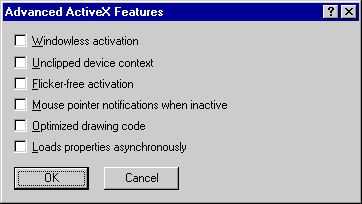 Advanced ActiveX Features
Windowless activation
Unclipped device context
Flicker-free activation
Mouse pointer notifications when inactive
Optimized drawing code
Loads properties asynchronously
OK Cancel